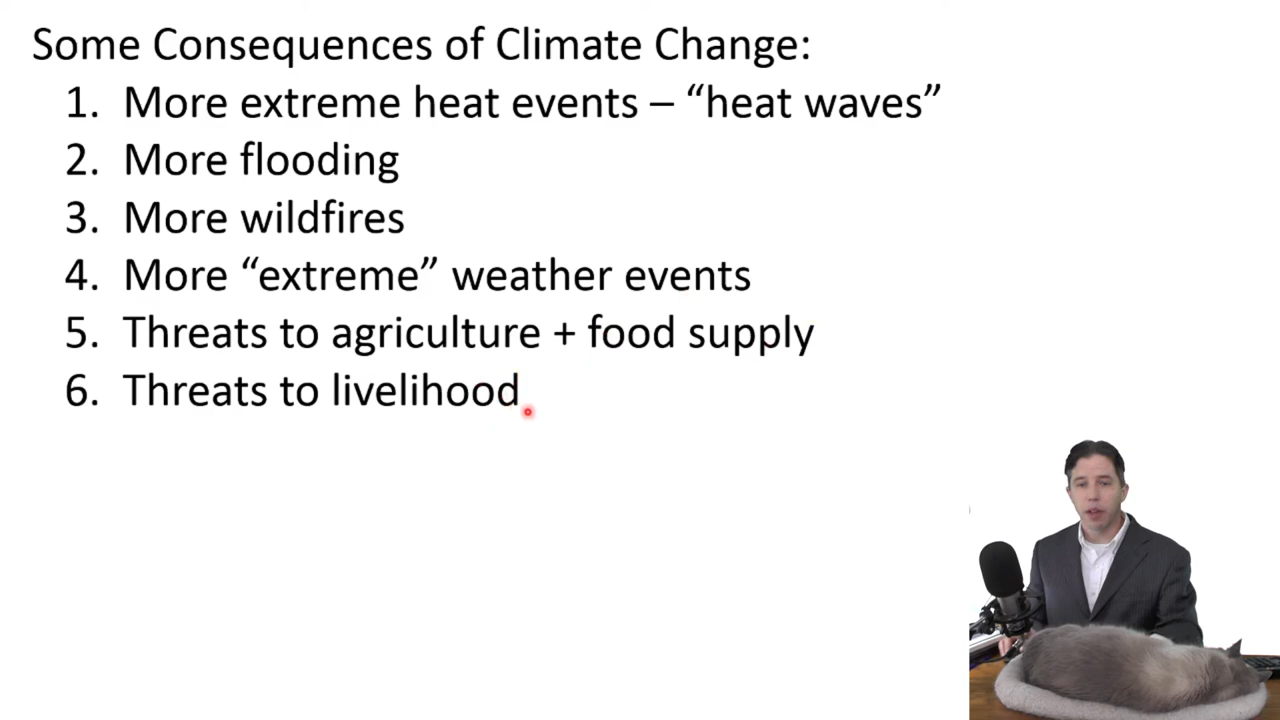 Some Consequences of Climate Change:
1. More extreme heat events – “heat waves”
2. More flooding
3. More wildfires
4. More “extreme” weather events
5. Threats to agriculture + food supply
6. Threats to livelihood